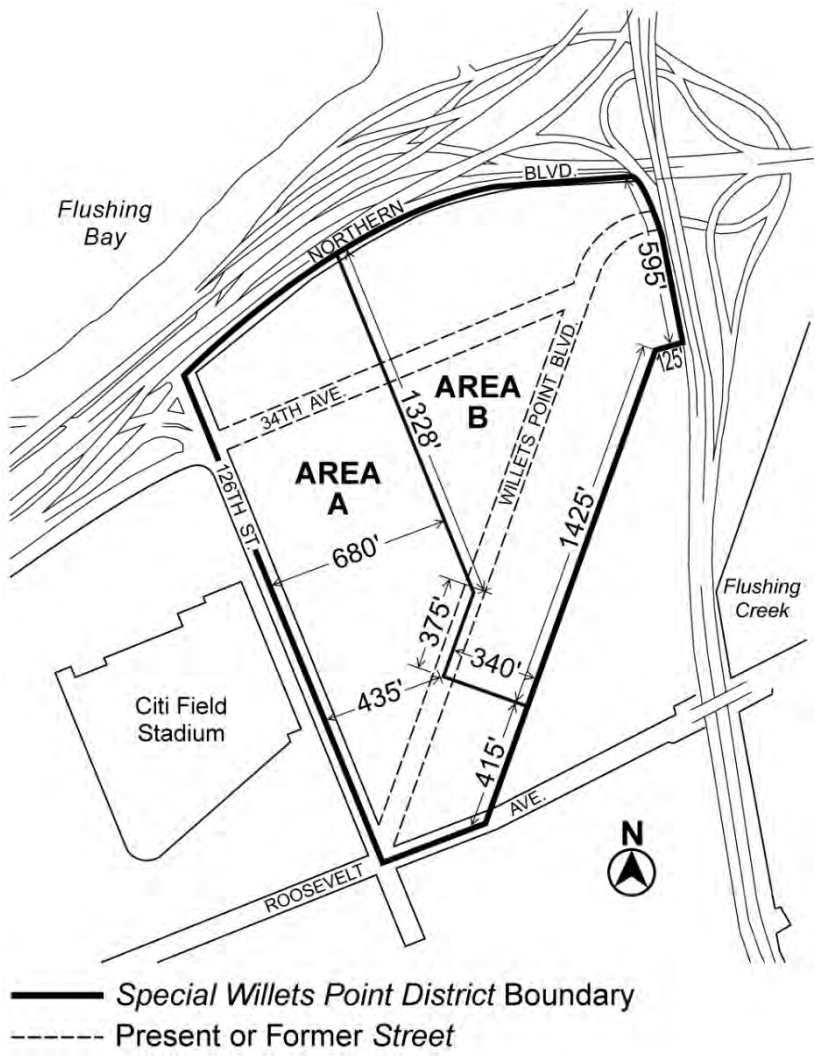 Flushing
Bay
NORTHERN
BLVD.
595'
125'
34TH AVE.
1328'
AREA
B
WILLETS POINT BLVD.
AREA
A
126TH ST.
680'
1425'
375'
340'
435'
415'
Flushing
Creek
Citi Field
Stadium
ROOSEVELT
AVE.
N
Special Willets Point District Boundary
Present or Former Street